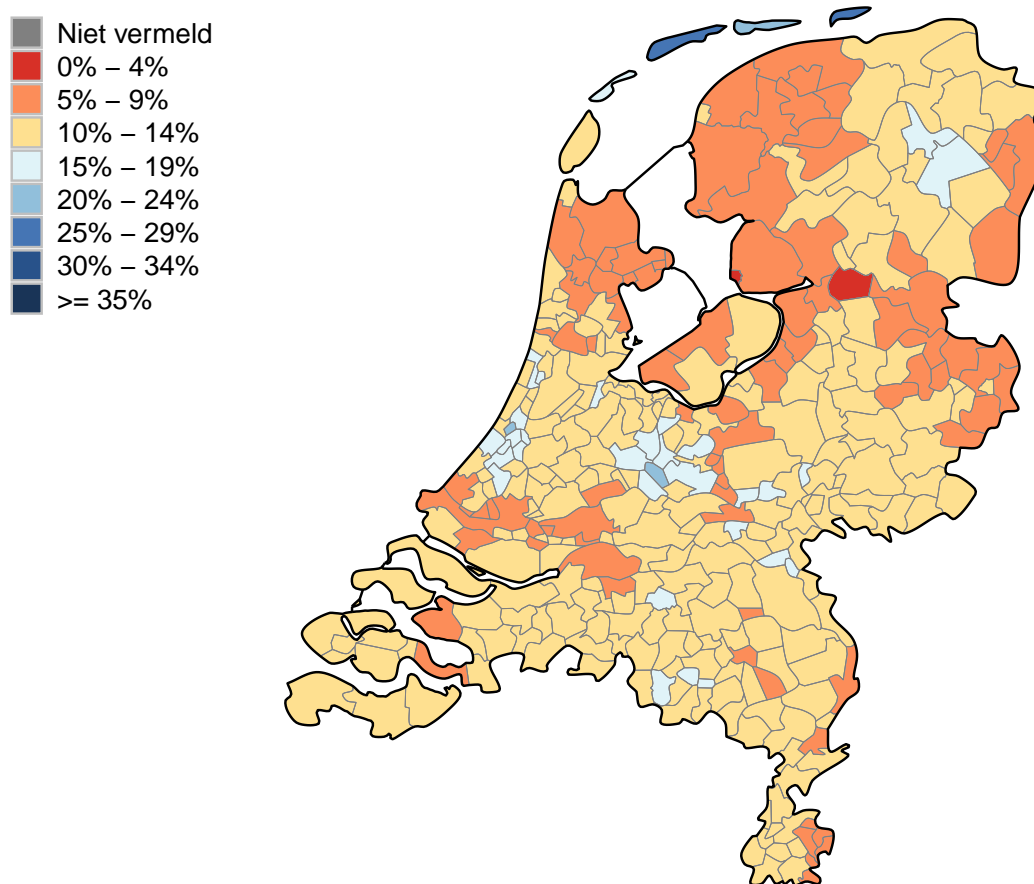 Niet vermeld
0% – 4%
5% – 9%
10% – 14%
15% – 19%
20% – 24%
25% – 29%
30% – 34%
>= 35%